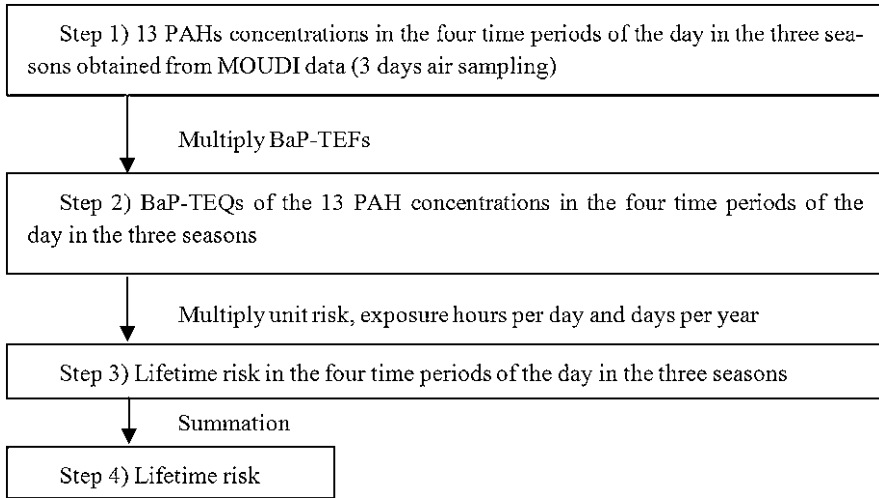 Step 1) 13 PAHs concentrations in the four time periods of the day in the three sea-
sons obtained from MOUDI data (3 days air sampling)
Multiply BaP-TEFs
Step 2) BaP-TEQs of the 13 PAH concentrations in the four time periods of the
day in the three seasons
Multiply unit risk, exposure hours per day and days per year
Step 3) Lifetime risk in the four time periods of the day in the three seasons
Summation
Step 4) Lifetime risk